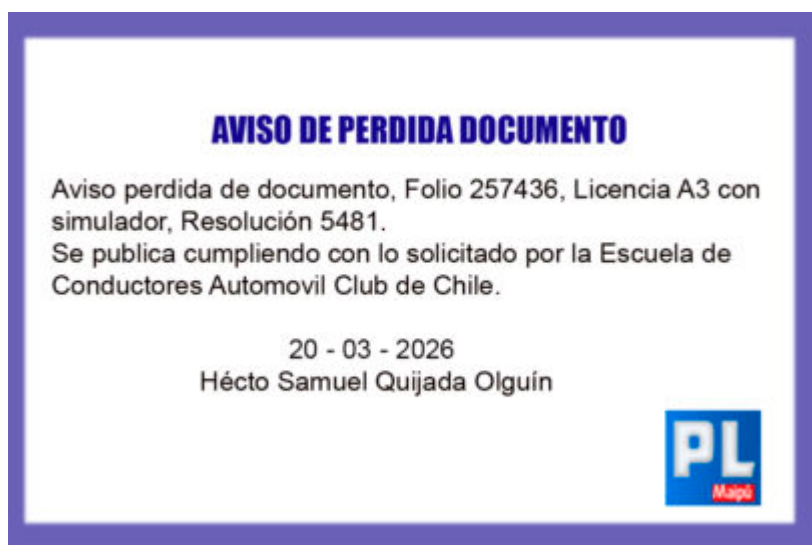 AVISO DE PERDIDA DOCUMENTO
Aviso perdida de documento, Folio 257436, Licencia A3 con
simulador, Resolución 5481.
Se publica cumpliendo con lo solicitado por la Escuela de
Conductores Automovil Club de Chile.
20 - 03 - 2026
Hécto Samuel Quijada Olguín
PL
Maipú